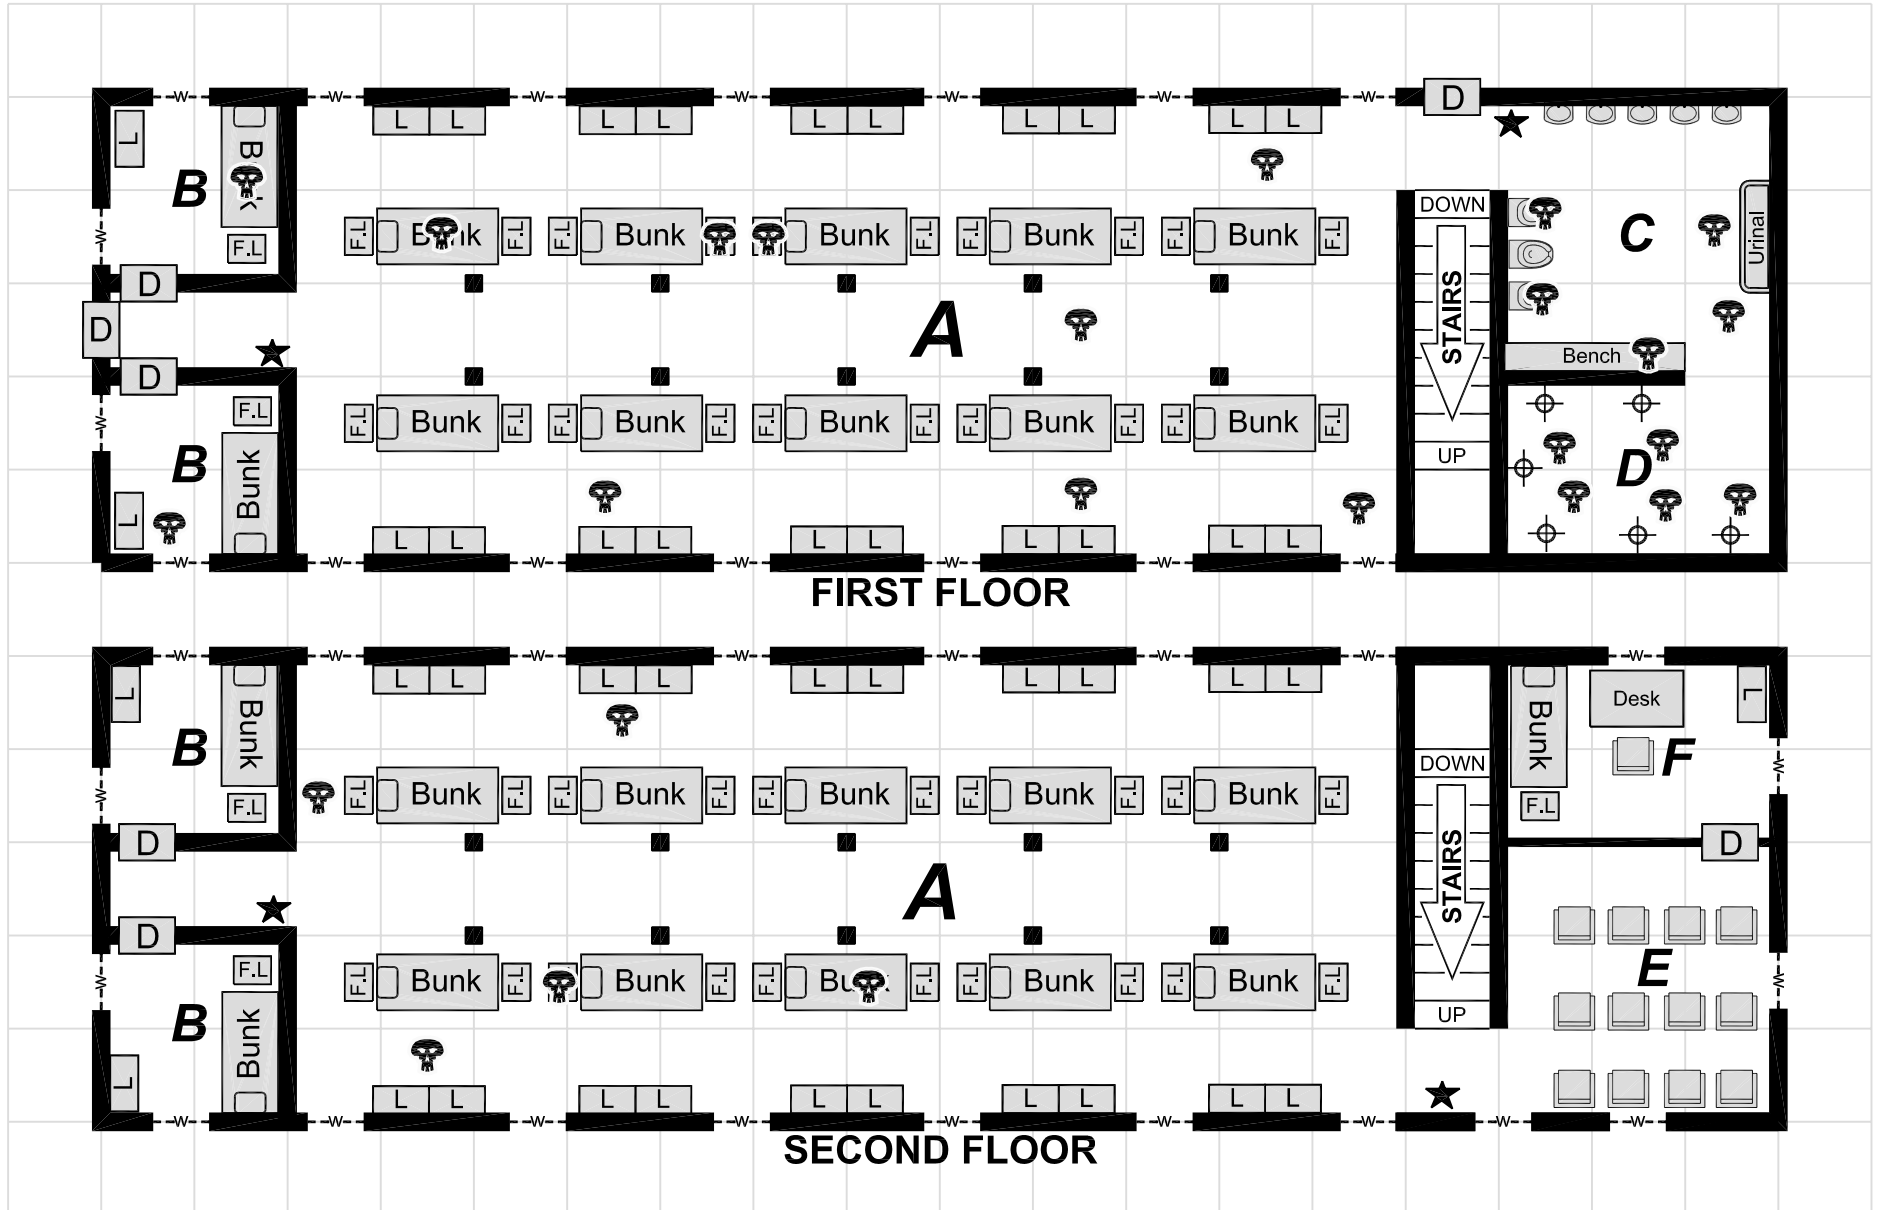 W W W W W W W D
L L L L L L L L L L L
B
DOWN
W F.L F.L F.L Bunk Bunk F.L F.L Bunk F.L F.L Bunk F.L C Urinal
D
D A STAIRS
D Bench
W F.L F.L Bunk F.L F.L Bunk F.L F.L Bunk F.L F.L Bunk F.L F.L Bunk F.L
B Bunk UP D
L L L L L L L L L L L
W W W W W W W
FIRST FLOOR
W W W W W W W W
L L L L L L L L L L L Desk L
B Bunk Bunk F
DOWN W
W F.L F.L Bunk F.L F.L Bunk F.L F.L Bunk F.L F.L Bunk F.L F.L Bunk F.L F.L
D D
A STAIRS
D
F.L E
W F.L Bunk F.L Bunk F.L F.L F.L F.L Bunk F.L F.L Bunk F.L W
B Bunk UP
L L L L L L L L L L L
W W W W W W W W W
SECOND FLOOR